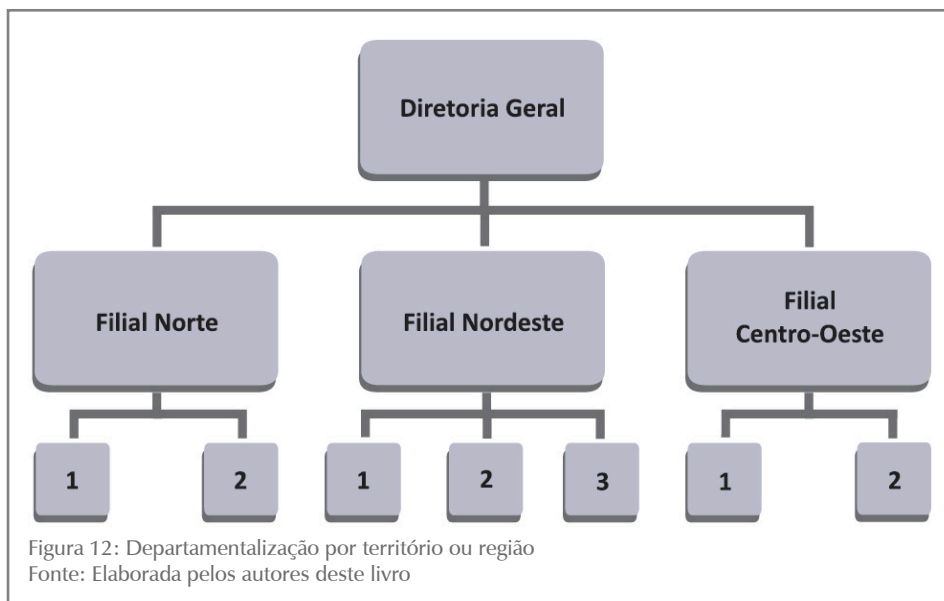 Diretoria Geral
Filial Norte
Filial Nordeste
Filial
Centro-Oeste
1
2
1
2
3
1
2
Figura 12: Departamentalização por território ou região
Fonte: Elaborada pelos autores deste livro